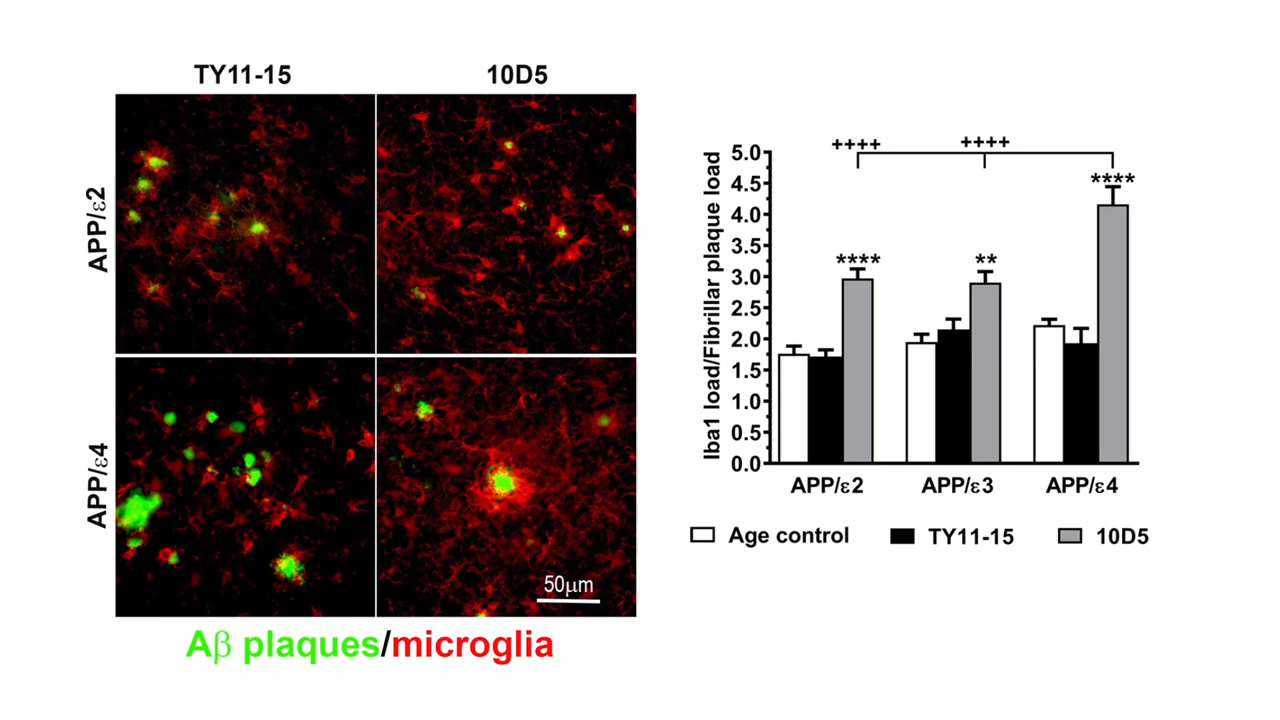 TY11-15
10D5
APP/ε2
APP/ε4
50μm
Aβ plaques/microglia
++++
++++
****
**
****
Iba1 load/Fibrillar plaque load
5.0
4.5
4.0
3.5
3.0
2.5
2.0
1.5
1.0
0.5
0.0
APP/ε2
APP/ε3
APP/ε4
Age control
TY11-15
10D5